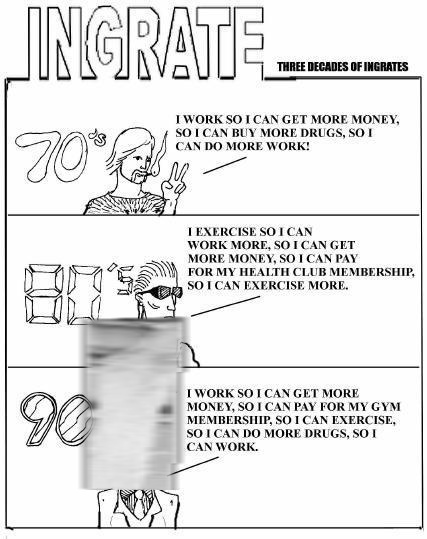 INGRATE
THREE DECADES OF INGRATES
70's
I WORK SO I CAN GET MORE MONEY,
SO I CAN BUY MORE DRUGS, SO I
CAN DO MORE WORK!
80's
I EXERCISE SO I CAN
WORK MORE, SO I CAN GET
MORE MONEY, SO I CAN PAY
FOR MY HEALTH CLUB MEMBERSHIP,
SO I CAN EXERCISE MORE.
90
I WORK SO I CAN GET MORE
MONEY, SO I CAN PAY FOR MY GYM
MEMBERSHIP, SO I CAN EXERCISE,
SO I CAN DO MORE DRUGS, SO I
CAN WORK.